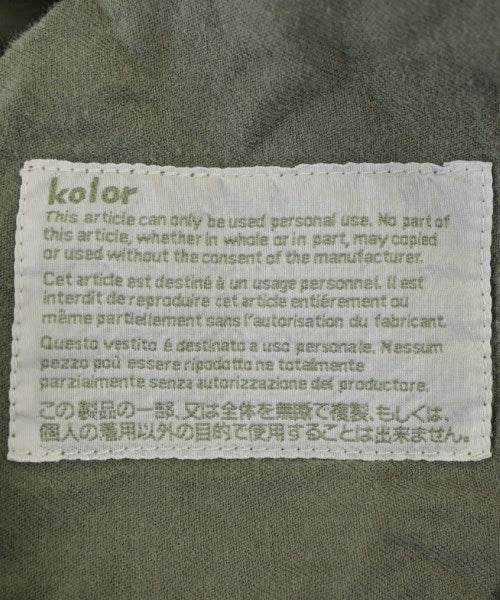 kolor
This article can only be used personal use. No part of
this article, whether in whole or in part, may copied
or used without the consent of the manufacturer.
Cet article est destiné à un usage personnel. Il est
interdit de reproduire cet article entiérement ou
même partiellement sans l'autorisation du fabricant.
Questo vestito é destinato a uso personale. Nessum
pezzo poü essere ripodotto ne totalmente
parzialmente senza autorizzazione del productore.
この製品の一部、又は全体を無断で複製、もしくは、
個人の着用以外の目的で使用することは出来ません。